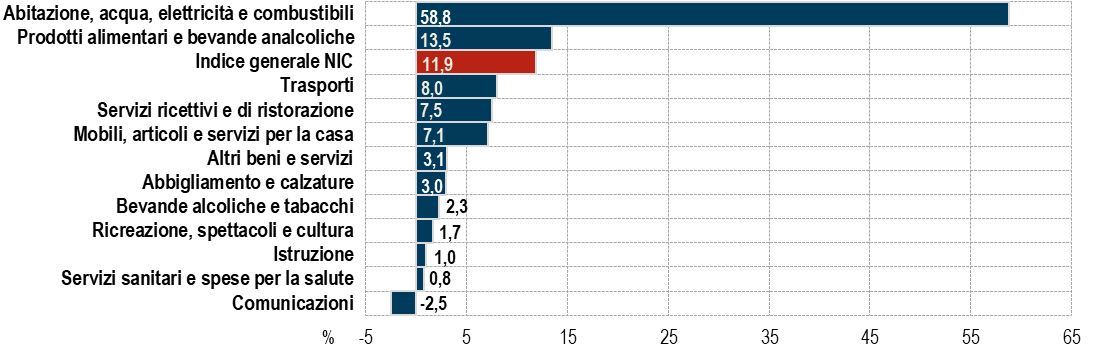 Abitazione, acqua, elettricità e combustibili 58,8
Prodotti alimentari e bevande analcoliche 13,5
Indice generale NIC 11,9
Trasporti 8,0
Servizi ricettivi e di ristorazione 7,5
Mobili, articoli e servizi per la casa 7,1
Altri beni e servizi 3,1
Abbigliamento e calzature 3,0
Bevande alcoliche e tabacchi 2,3
Ricreazione, spettacoli e cultura 1,7
Istruzione 1,0
Servizi sanitari e spese per la salute 0,8
Comunicazioni -2,5
% -5 5 15 25 35 45 55 65